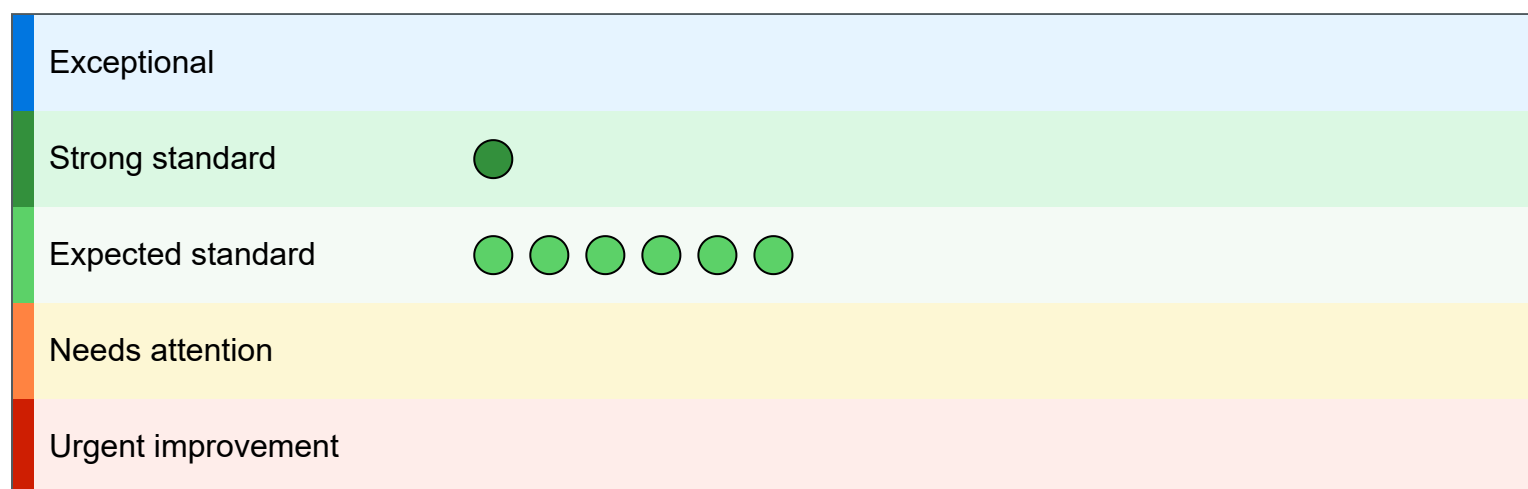 Exceptional
Strong standard
Expected standard
Needs attention
Urgent improvement